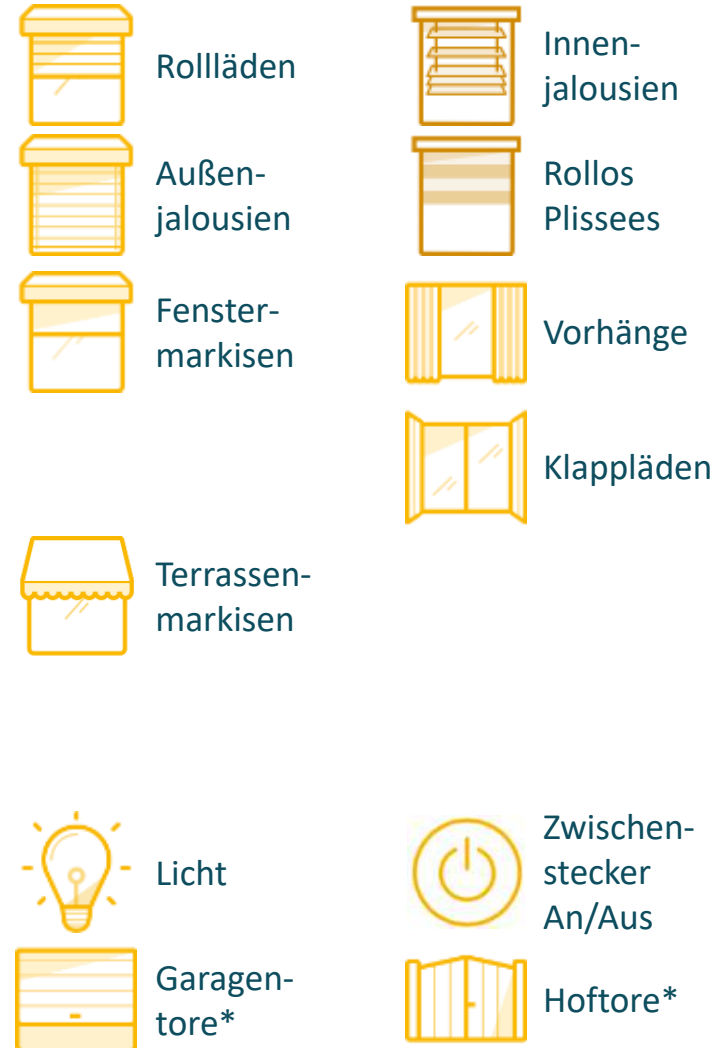 Rollläden
Innen-
jalousien
Außen-
jalousien
Rollos
Plissees
Fenster-
markisen
Vorhänge
Klappläden
Terrassen-
markisen
Licht
Zwischen-
stecker
An/Aus
Garagen-
tore*
Hoftore*